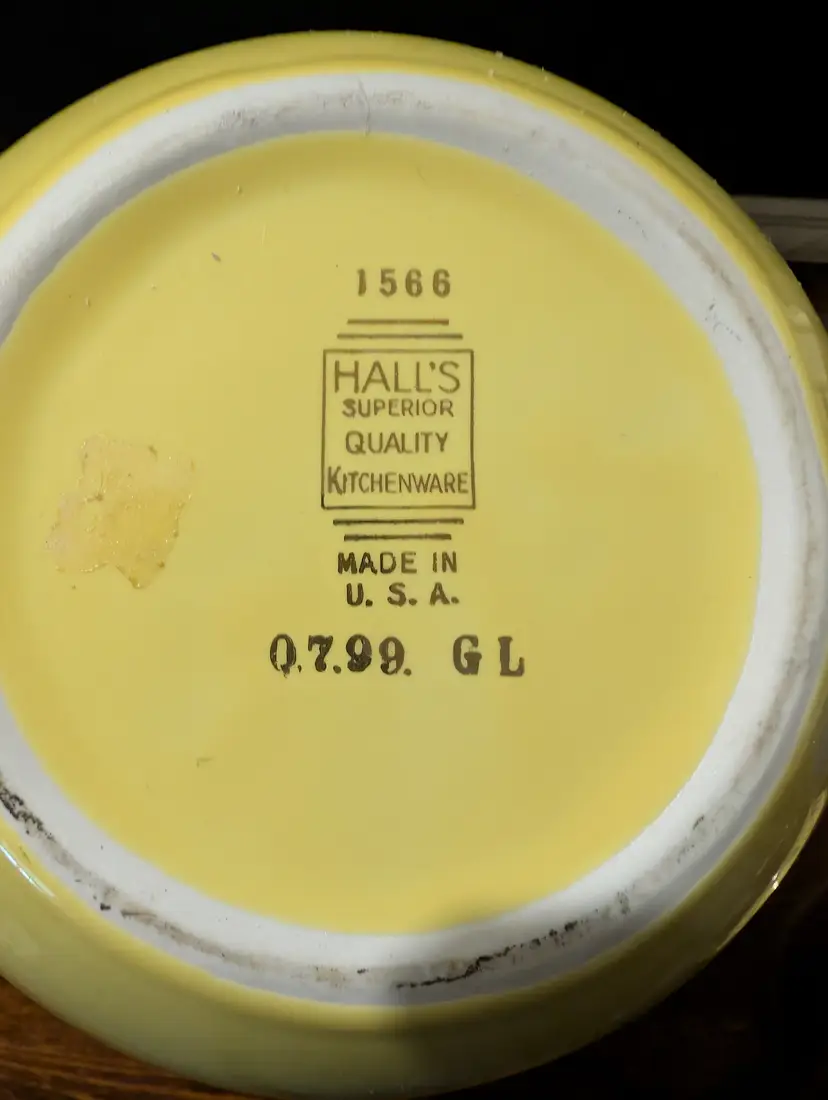 1566
HALL'S
SUPERIOR
QUALITY
KITCHENWARE
MADE IN
U. S. A.
0.7.99. GL